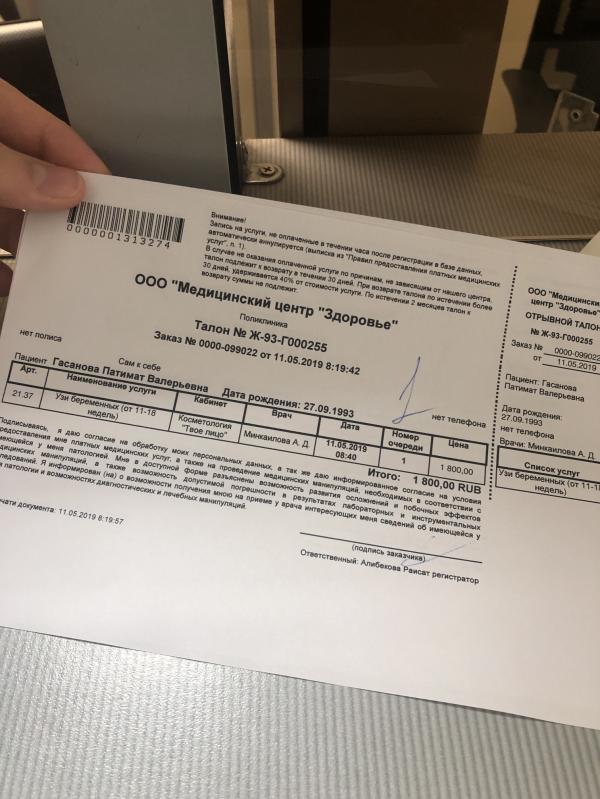 0000001313274
Внимание!
Запись на услуги, не оплаченные в течении часа после регистрации в базе данных,
автоматически аннулируется (выписка из "Правил предоставления платных медицинских
услуг", п. 1).
В случае не оказания оплаченной услуги по причинам, не зависящим от нашего центра,
талон подлежит к возврату в течении 30 дней. При возврате талона по истечении более
30 дней, удерживается 40% от стоимости услуги. По истечении 2 месяцев талон к
возврату суммы не подлежит.
ООО "Медицинский центр "Здоровье"
Поликлиника
Талон № Ж-93-Г000255
Заказ № 0000-099022 от 11.05.2019 8:19:42
нет полиса
Сам к себе
нет телефона
Пациент Гасанова Патимат Валерьевна Дата рождения: 27.09.1993
Арт. Наименование услуги Кабинет Врач Дата Номер очереди Цена
21.37 Узи беременных (от 11-18 недель) Косметология "Твое лицо" Минкаилова А. Д. 11.05.2019 08:40 1 1 800,00
Итого: 1 800,00 RUB
Подписываясь, я даю согласие на обработку моих персональных данных, а так же даю информированное согласие на условия
предоставления мне платных медицинских услуг, а также на проведение медицинских манипуляций, необходимых в соответствии с
имеющейся у меня патологией. Мне в доступной форме разъяснены возможность развития осложнений и побочных эффектов
медицинских манипуляций, а также возможность допустимой погрешности в результатах лабораторных и инструментальных
Я информирован (на) о возможности получения мною на приеме у врача интересующих меня сведений об имеющейся у
патологии и возможностях диагностических и лечебных манипуляций.
печати документа: 11.05.2019 8:19:57
(подпись заказчика)
Ответственный: Алибекова Раисат регистратор
1
ООО "Медицинский
центр "Здоровье"
ОТРЫВНОЙ ТАЛОН
№ Ж-93-Г000255
Заказ № 0000-099022
от 11.05.2019
Пациент: Гасанова
Патимат Валерьевна
Дата рождения:
27.09.1993
нет телефона
Врачи: Минкаилова А. Д.
Список услуг
Узи беременных (от 11-18
недель)